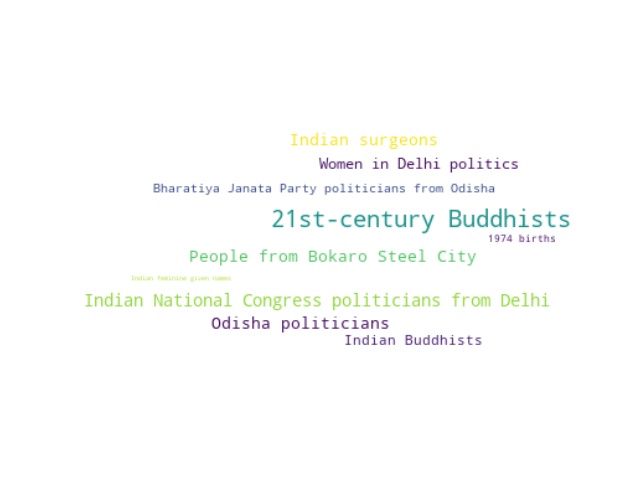 Indian surgeons
Women in Delhi politics
Bharatiya Janata Party politicians from Odisha
21st-century Buddhists
1974 births
People from Bokaro Steel City
Indian feminine given names
Indian National Congress politicians from Delhi
Odisha politicians
Indian Buddhists